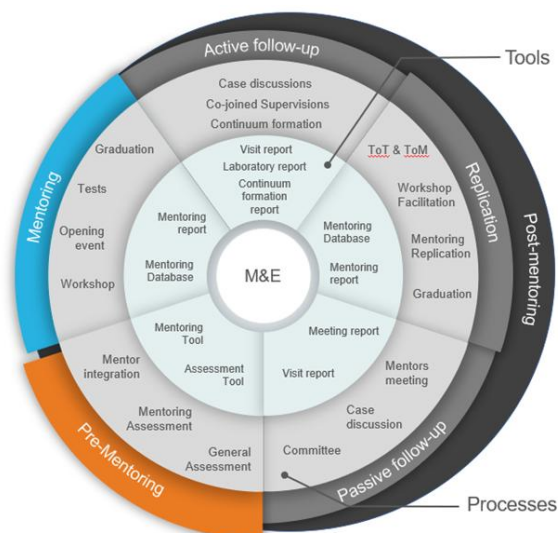 Active follow-up
Tools
Case discussions
Co-joined Supervisions
Continuum formation
Visit report
Laboratory report
Continuum
formation
report
Graduation
Tests
Opening
event
Workshop
Mentoring
Mentoring
report
Mentoring
Database
M&E
Mentoring
Database
Mentoring
report
ToT & ToM
Workshop
Facilitation
Mentoring
Replication
Graduation
Replication
Post-mentoring
Mentoring
Tool
Assessment
Tool
Meeting report
Visit report
Mentor
integration
Mentoring
Assessment
General
Assessment
Mentors
meeting
Case
discussion
Committee
Pre-Mentoring
Passive follow-up
Processes